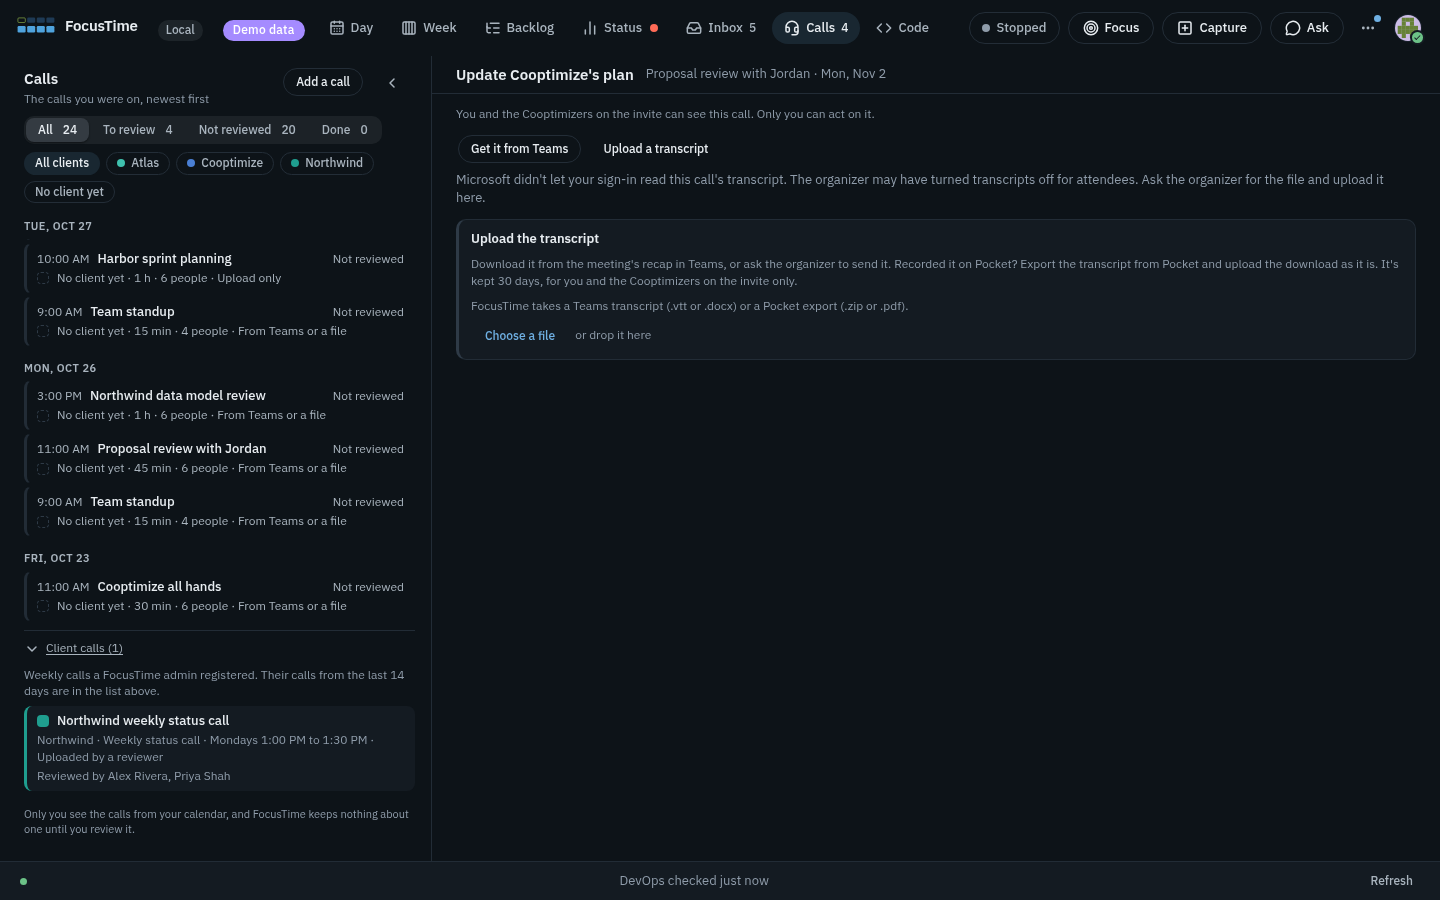 FocusTime
Local
Demo data
Day
Week
Backlog
Status
Inbox 5
Calls 4
Code
Stopped
Focus
Capture
Ask
Calls
The calls you were on, newest first
Add a call
All 24
To review 4
Not reviewed 20
Done 0
All clients
Atlas
Cooptimize
Northwind
No client yet
TUE, OCT 27
10:00 AM Harbor sprint planning Not reviewed
No client yet · 1 h · 6 people · Upload only
9:00 AM Team standup Not reviewed
No client yet · 15 min · 4 people · From Teams or a file
MON, OCT 26
3:00 PM Northwind data model review Not reviewed
No client yet · 1 h · 6 people · From Teams or a file
11:00 AM Proposal review with Jordan Not reviewed
No client yet · 45 min · 6 people · From Teams or a file
9:00 AM Team standup Not reviewed
No client yet · 15 min · 4 people · From Teams or a file
FRI, OCT 23
11:00 AM Cooptimize all hands Not reviewed
No client yet · 30 min · 6 people · From Teams or a file
Client calls (1)
Weekly calls a FocusTime admin registered. Their calls from the last 14
days are in the list above.
Northwind weekly status call
Northwind · Weekly status call · Mondays 1:00 PM to 1:30 PM ·
Uploaded by a reviewer
Reviewed by Alex Rivera, Priya Shah
Only you see the calls from your calendar, and FocusTime keeps nothing about
one until you review it.
Update Cooptimize's plan Proposal review with Jordan · Mon, Nov 2
You and the Cooptimizers on the invite can see this call. Only you can act on it.
Get it from Teams
Upload a transcript
Microsoft didn't let your sign-in read this call's transcript. The organizer may have turned transcripts off for attendees. Ask the organizer for the file and upload it
here.
Upload the transcript
Download it from the meeting's recap in Teams, or ask the organizer to send it. Recorded it on Pocket? Export the transcript from Pocket and upload the download as it is. It's
kept 30 days, for you and the Cooptimizers on the invite only.
FocusTime takes a Teams transcript (.vtt or .docx) or a Pocket export (.zip or .pdf).
Choose a file or drop it here
DevOps checked just now
Refresh